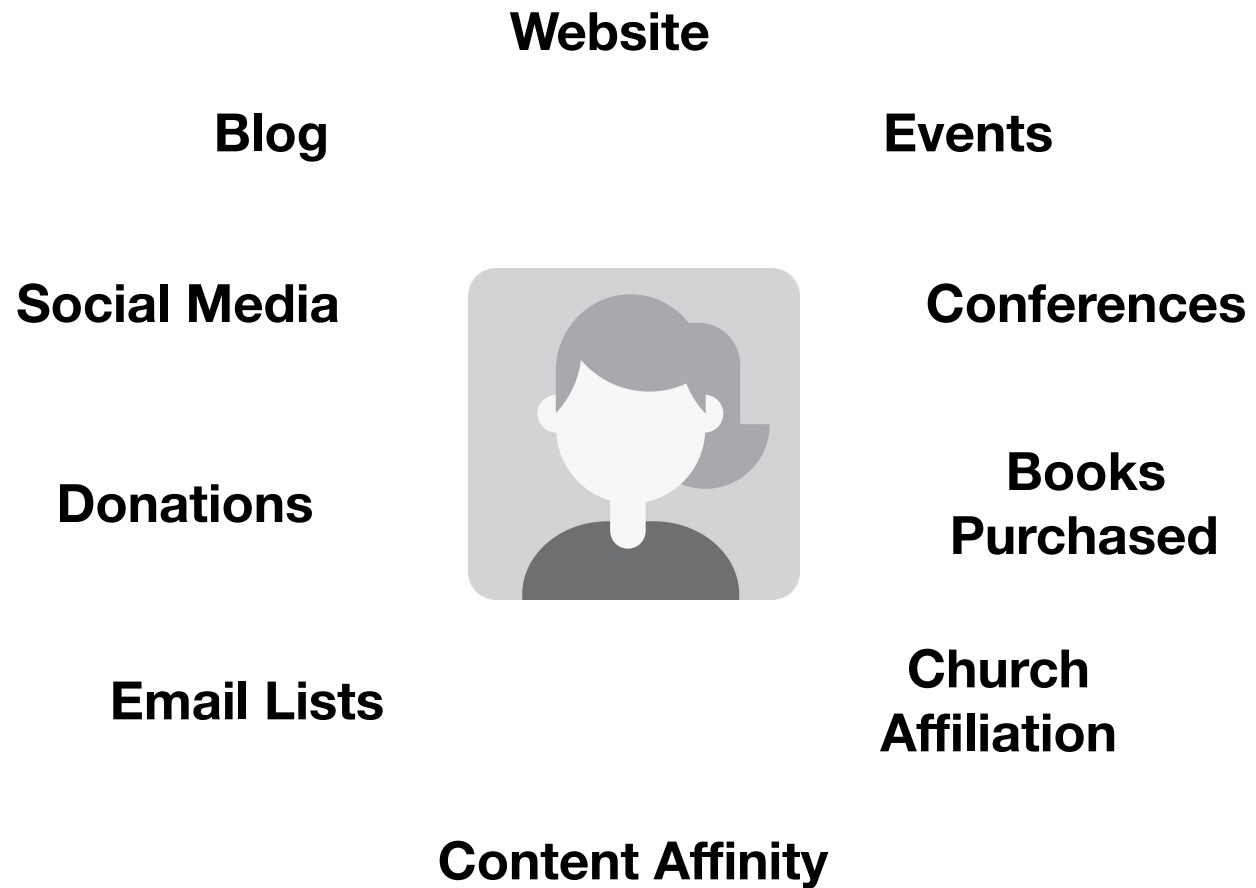 Website
Blog
Events
Social Media
Conferences
Books
Purchased
Donations
Church
Affiliation
Email Lists
Content Affinity